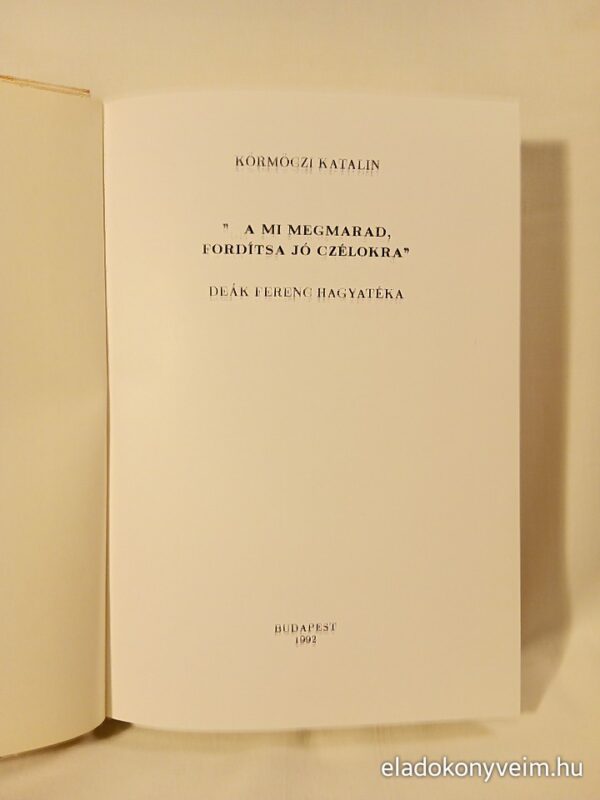 KÖRMÖCZI KATALIN
" A MI MEGMARAD,
FORDÍTSA JÓ CZÉLOKRA"
DEÁK FERENC HAGYATÉKA
BUDAPEST
1992
eladokonyveim.hu